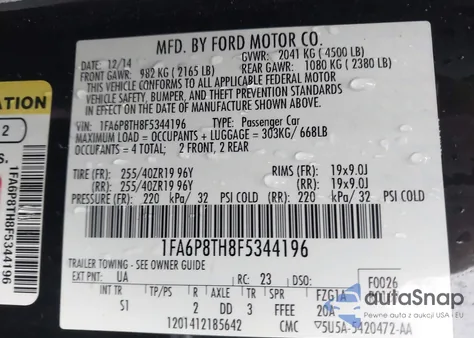 MFD. BY FORD MOTOR CO.
12/14
GVWR: 2041 KG ( 4500 LB)
FRONT GAWR: 982 KG ( 2165 LB)
REAR GAWR: 1080 KG ( 2380 LB)
THIS VEHICLE CONFORMS TO ALL APPLICABLE FEDERAL MOTOR
VEHICLE SAFETY, BUMPER, AND THEFT PREVENTION STANDARDS
IN EFFECT ON THE DATE OF MANUFACTURE SHOWN ABOVE.
VIN: 1FA6P8TH8F5344196 TYPE: Passenger Car
MAXIMUM LOAD = OCCUPANTS + LUGGAGE = 303KG/ 668LB
OCCUPANTS = 4 TOTAL: 2 FRONT, 2 REAR
TIRE (FR): 255/40ZR19 96Y RIMS (FR): 19x9.0J
(RR): 255/40ZR19 96Y (RR): 19x9.0J
PRESSURE (FR): 220 kPa/ 32 PSI COLD (RR): 220 kPa/ 32 PSI COLD
1FA6P8TH8F5344196
TRAILER TOWING - SEE OWNER GUIDE
EXT PNT: UA RC: 23 DSO: F0026
INT TR TP/PS R AXLE TR SPR FZG1A
S1 2 DD 3 FFEE 20A
1201412185642 CMC 5U5A-5420472-AA
ATION
2
S.
1FA6P8TH8F5344196
autoSnap